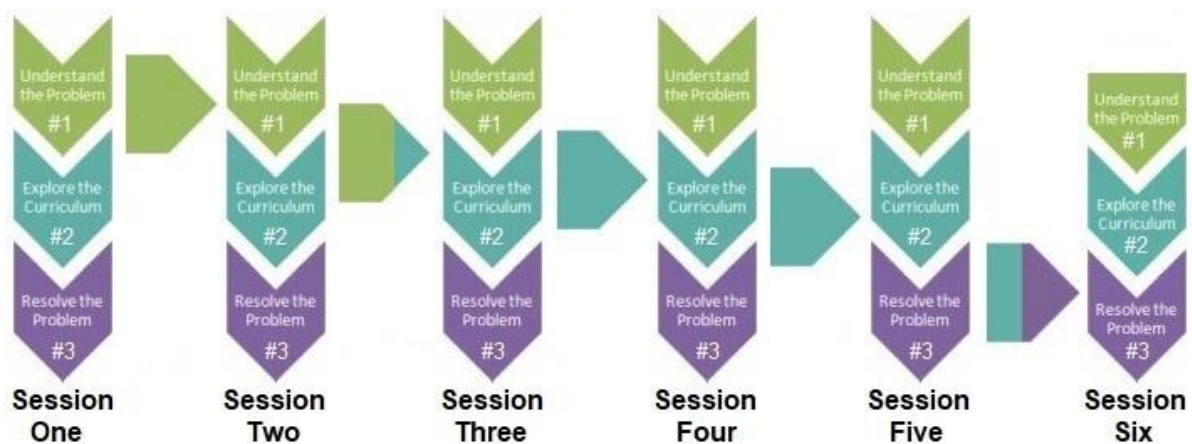 Understand
the Problem
#1
Explore the
Curriculum
#2
Resolve the
Problem
#3
Session
One
Understand
the Problem
#1
Explore the
Curriculum
#2
Resolve the
Problem
#3
Session
Two
Understand
the Problem
#1
Explore the
Curriculum
#2
Resolve the
Problem
#3
Session
Three
Understand
the Problem
#1
Explore the
Curriculum
#2
Resolve the
Problem
#3
Session
Four
Understand
the Problem
#1
Explore the
Curriculum
#2
Resolve the
Problem
#3
Session
Five
Understand
the Problem
#1
Explore the
Curriculum
#2
Resolve the
Problem
#3
Session
Six